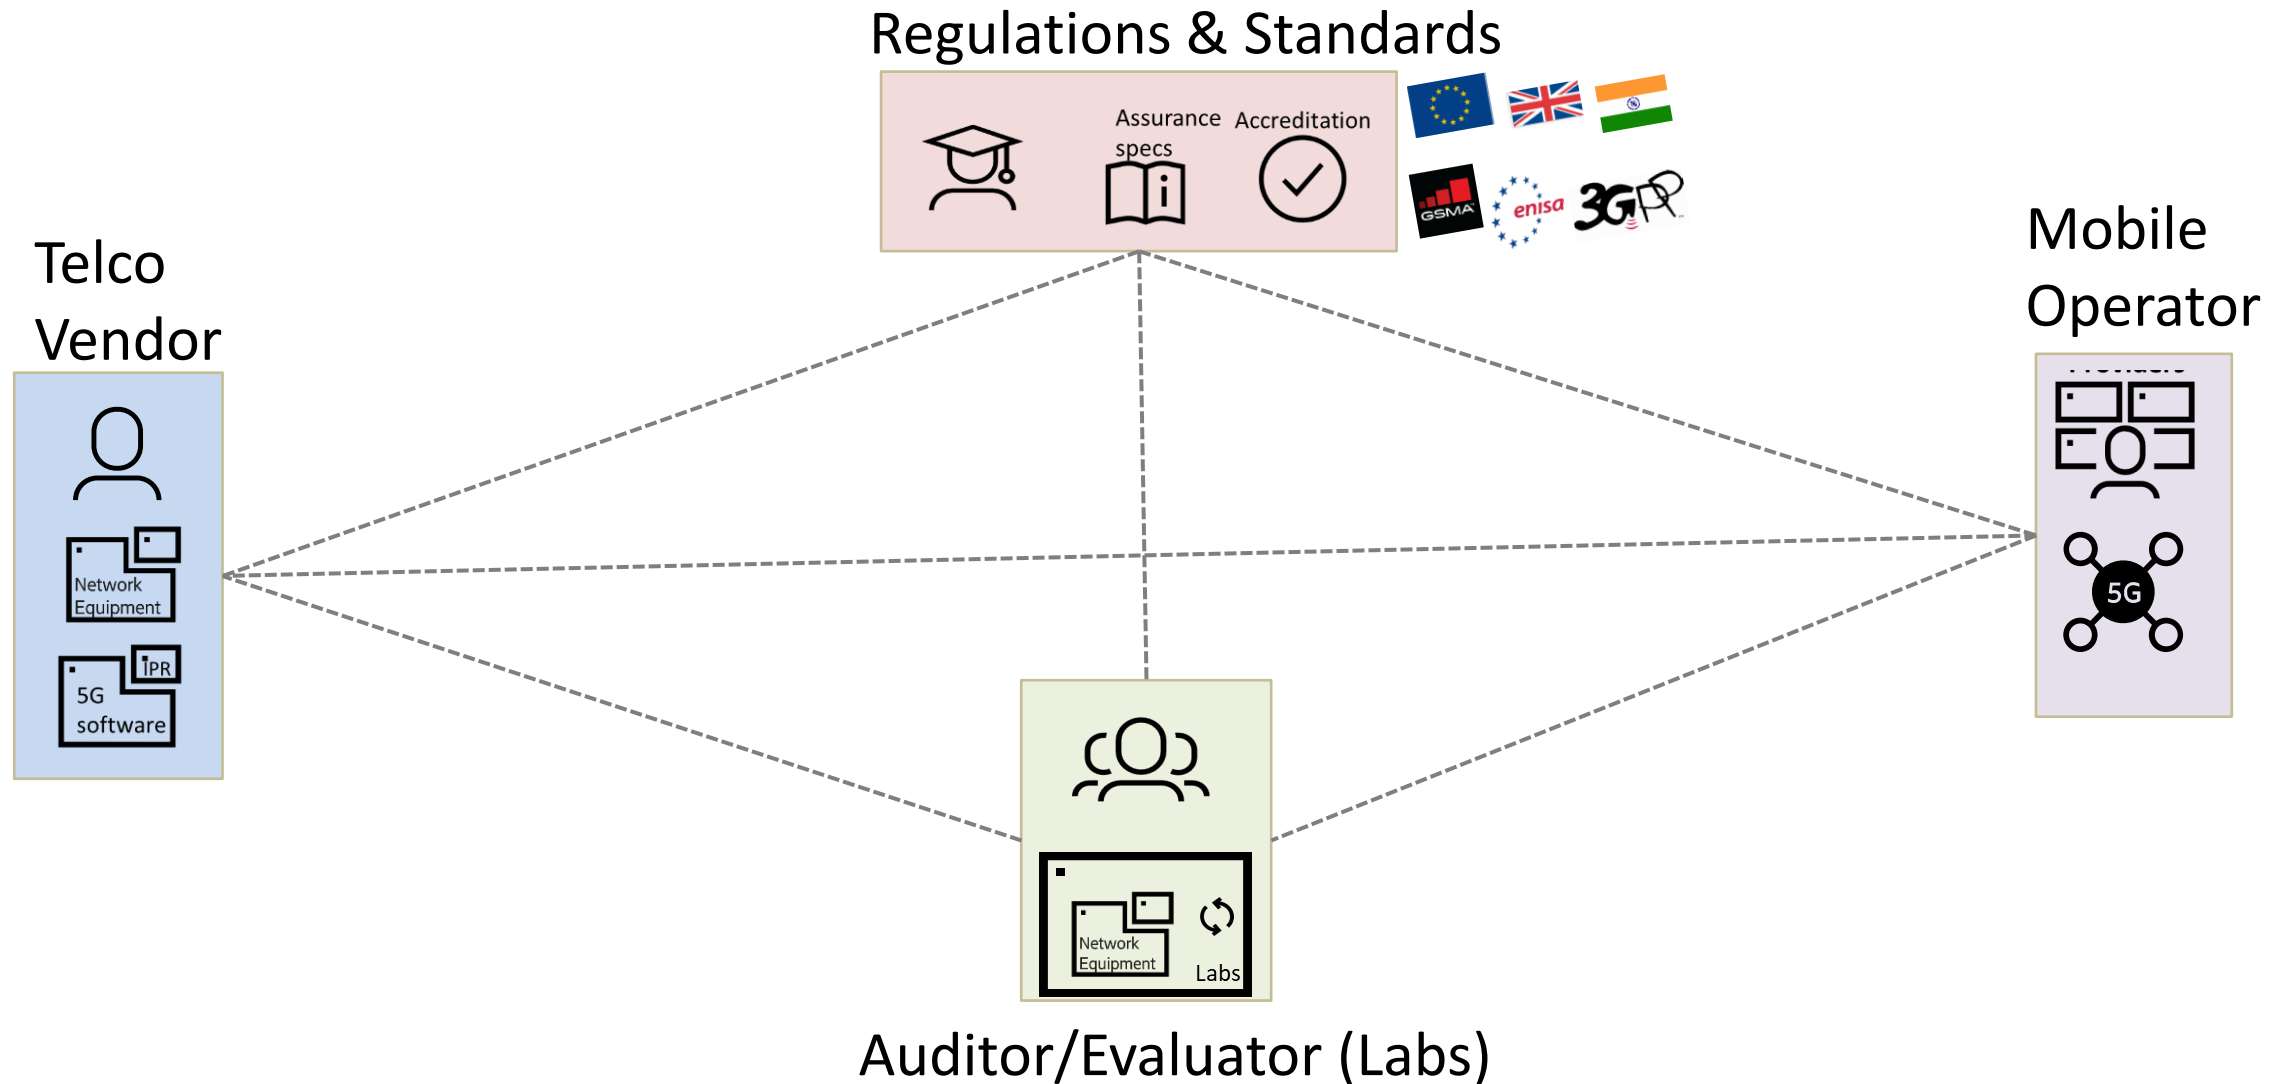 Regulations & Standards
Assurance
specs
Accreditation
GSMA
enisa
3GPP
Telco
Vendor
Network
Equipment
IPR
5G
software
Mobile
Operator
5G
Network
Equipment
Labs
Auditor/Evaluator (Labs)